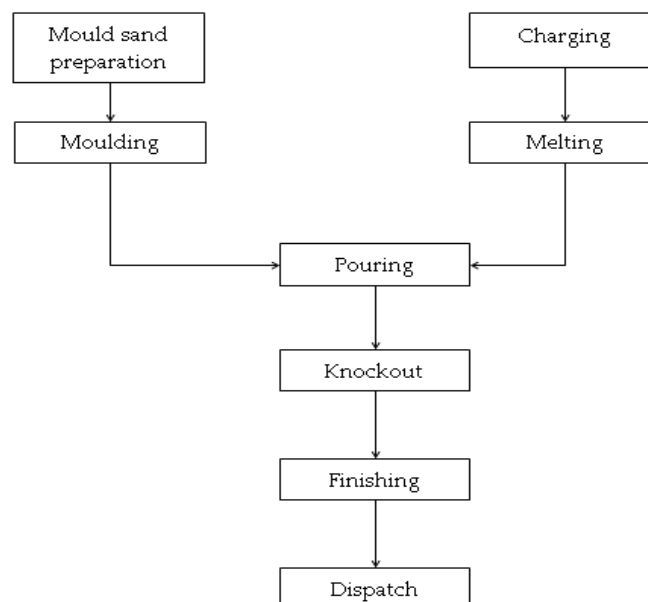 Mould sand
preparation
Charging
Moulding
Melting
Pouring
Knockout
Finishing
Dispatch